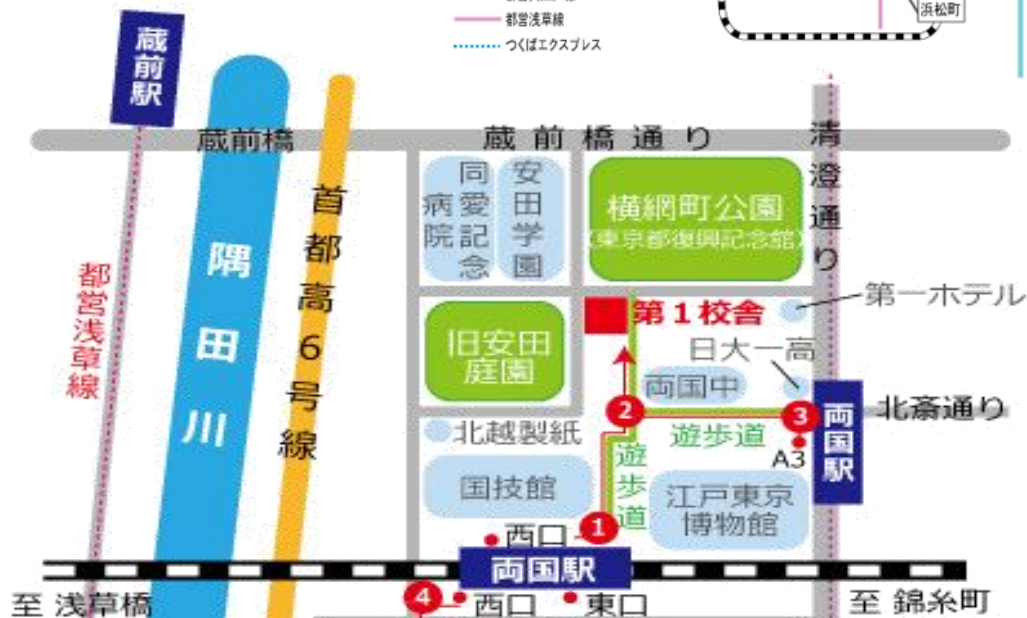 都営浅草線
つくばエクスプレス
浜松町
蔵前駅
蔵前橋
蔵前橋通り
清澄通り
首都高6号線
隅田川
都営浅草線
同愛記念
病院
安田学園
横網町公園
(東京都復興記念館)
第一ホテル
第1校舎
旧安田
庭園
日大一高
両国中
2
3
両国駅
北斎通り
A3
北越製紙
遊歩道
遊歩道
国技館
江戸東京
博物館
1
西口
両国駅
至 浅草橋
4
西口
東口
至 錦糸町